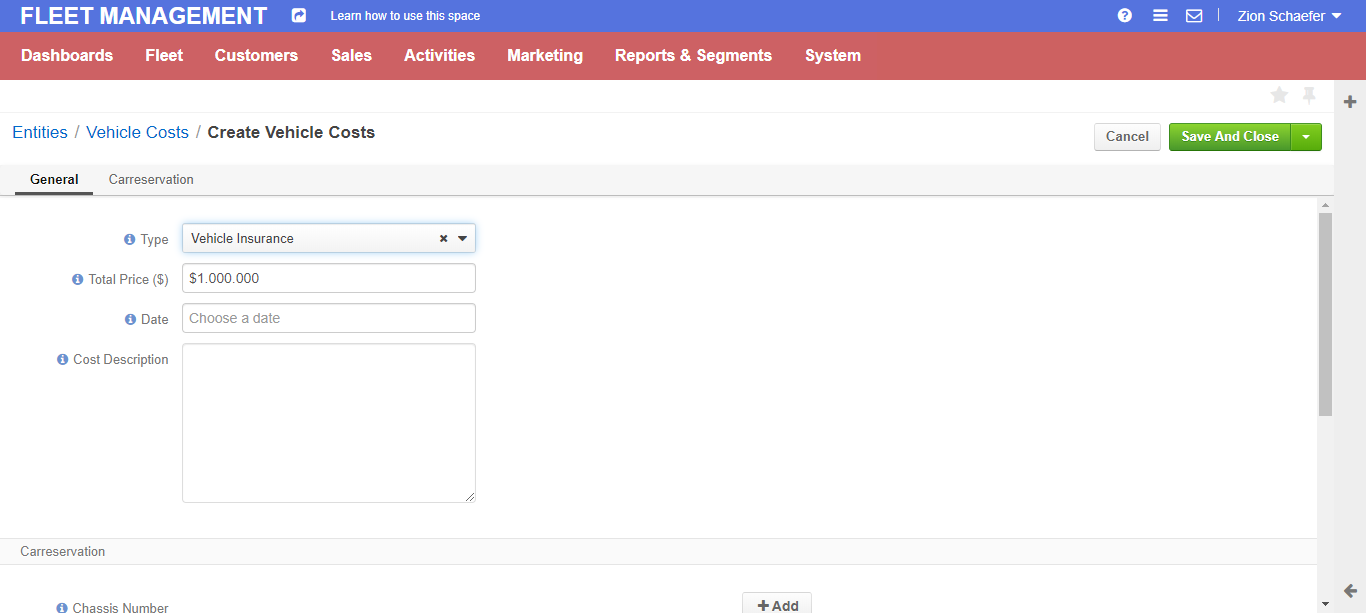 FLEET MANAGEMENT Learn how to use this space Zion Schaefer
Dashboards Fleet Customers Sales Activities Marketing Reports & Segments System
Entities / Vehicle Costs / Create Vehicle Costs Cancel Save And Close
General Carreservation
Type Vehicle Insurance
Total Price ($) $1.000.000
Date Choose a date
Cost Description
Carreservation
Chassis Number + Add